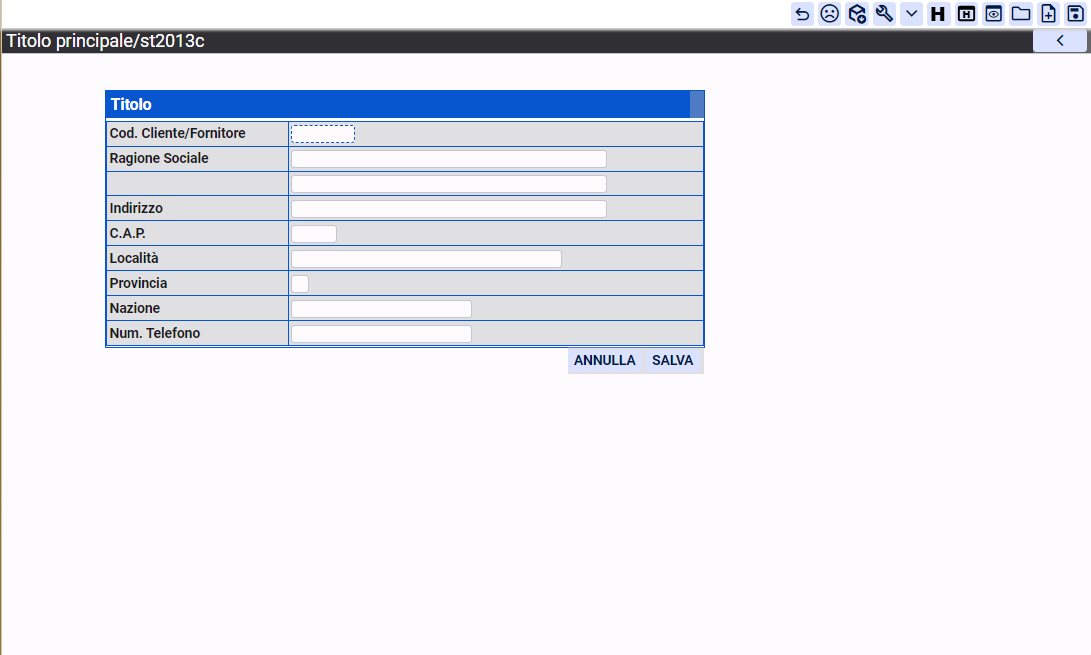 H H
Titolo principale/st2013c
Titolo
Cod. Cliente/Fornitore
Ragione Sociale
Indirizzo
C.A.P.
Località
Provincia
Nazione
Num. Telefono
ANNULLA SALVA